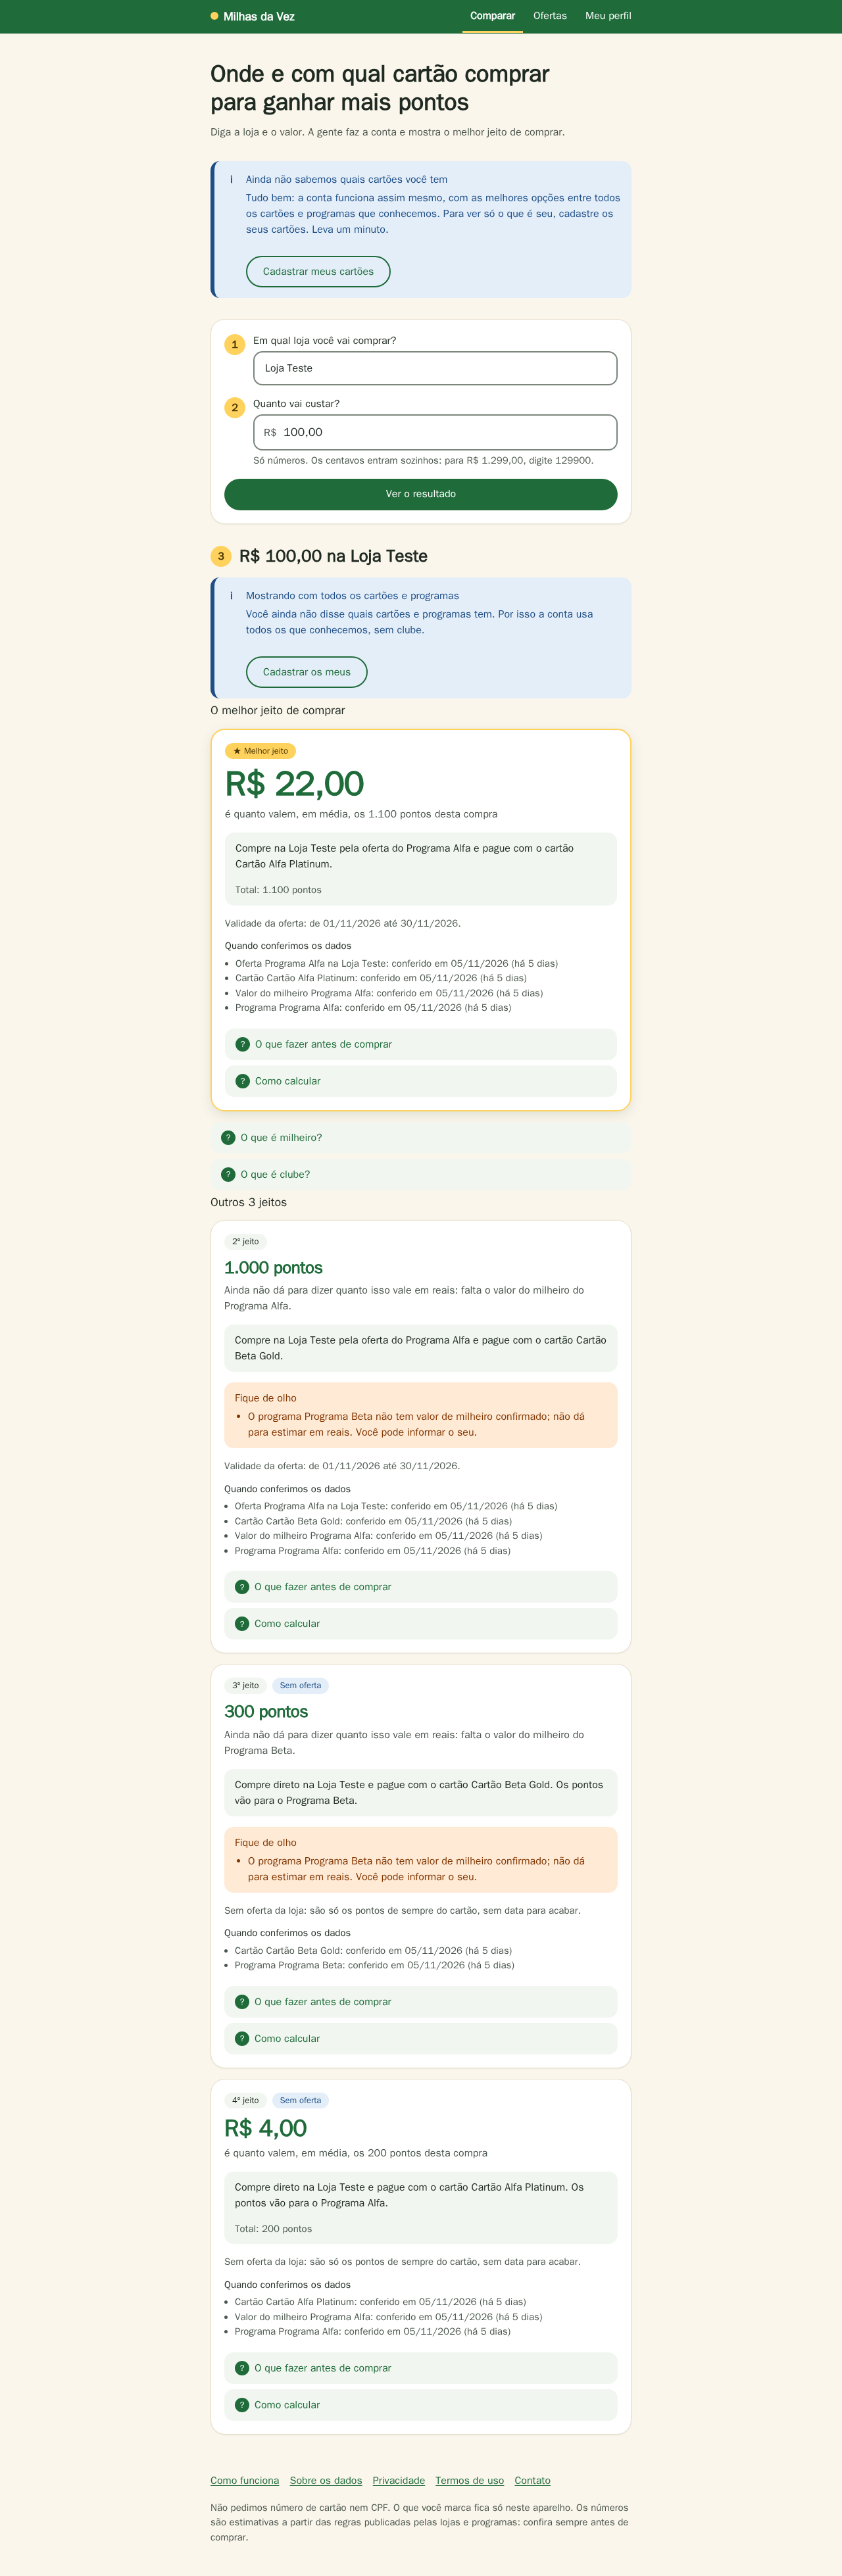 Milhas da Vez
Comparar
Ofertas
Meu perfil
Onde e com qual cartão comprar
para ganhar mais pontos
Diga a loja e o valor. A gente faz a conta e mostra o melhor jeito de comprar.
i
Ainda não sabemos quais cartões você tem
Tudo bem: a conta funciona assim mesmo, com as melhores opções entre todos
os cartões e programas que conhecemos. Para ver só o que é seu, cadastre os
seus cartões. Leva um minuto.
Cadastrar meus cartões
1
Em qual loja você vai comprar?
Loja Teste
2
Quanto vai custar?
R$ 100,00
Só números. Os centavos entram sozinhos: para R$ 1.299,00, digite 129900.
Ver o resultado
3
R$ 100,00 na Loja Teste
i
Mostrando com todos os cartões e programas
Você ainda não disse quais cartões e programas tem. Por isso a conta usa
todos os que conhecemos, sem clube.
Cadastrar os meus
O melhor jeito de comprar
★ Melhor jeito
R$ 22,00
é quanto valem, em média, os 1.100 pontos desta compra
Compre na Loja Teste pela oferta do Programa Alfa e pague com o cartão
Cartão Alfa Platinum.
Total: 1.100 pontos
Validade da oferta: de 01/11/2026 até 30/11/2026.
Quando conferimos os dados
• Oferta Programa Alfa na Loja Teste: conferido em 05/11/2026 (há 5 dias)
• Cartão Cartão Alfa Platinum: conferido em 05/11/2026 (há 5 dias)
• Valor do milheiro Programa Alfa: conferido em 05/11/2026 (há 5 dias)
• Programa Programa Alfa: conferido em 05/11/2026 (há 5 dias)
? O que fazer antes de comprar
? Como calcular
? O que é milheiro?
? O que é clube?
Outros 3 jeitos
2º jeito
1.000 pontos
Ainda não dá para dizer quanto isso vale em reais: falta o valor do milheiro do
Programa Alfa.
Compre na Loja Teste pela oferta do Programa Alfa e pague com o cartão Cartão
Beta Gold.
Fique de olho
• O programa Programa Beta não tem valor de milheiro confirmado; não dá
para estimar em reais. Você pode informar o seu.
Validade da oferta: de 01/11/2026 até 30/11/2026.
Quando conferimos os dados
• Oferta Programa Alfa na Loja Teste: conferido em 05/11/2026 (há 5 dias)
• Cartão Cartão Beta Gold: conferido em 05/11/2026 (há 5 dias)
• Valor do milheiro Programa Alfa: conferido em 05/11/2026 (há 5 dias)
• Programa Programa Alfa: conferido em 05/11/2026 (há 5 dias)
? O que fazer antes de comprar
? Como calcular
3º jeito
Sem oferta
300 pontos
Ainda não dá para dizer quanto isso vale em reais: falta o valor do milheiro do
Programa Beta.
Compre direto na Loja Teste e pague com o cartão Cartão Beta Gold. Os pontos
vão para o Programa Beta.
Fique de olho
• O programa Programa Beta não tem valor de milheiro confirmado; não dá
para estimar em reais. Você pode informar o seu.
Sem oferta da loja: são só os pontos de sempre do cartão, sem data para acabar.
Quando conferimos os dados
• Cartão Cartão Beta Gold: conferido em 05/11/2026 (há 5 dias)
• Programa Programa Beta: conferido em 05/11/2026 (há 5 dias)
? O que fazer antes de comprar
? Como calcular
4º jeito
Sem oferta
R$ 4,00
é quanto valem, em média, os 200 pontos desta compra
Compre direto na Loja Teste e pague com o cartão Cartão Alfa Platinum. Os
pontos vão para o Programa Alfa.
Total: 200 pontos
Sem oferta da loja: são só os pontos de sempre do cartão, sem data para acabar.
Quando conferimos os dados
• Cartão Cartão Alfa Platinum: conferido em 05/11/2026 (há 5 dias)
• Valor do milheiro Programa Alfa: conferido em 05/11/2026 (há 5 dias)
• Programa Programa Alfa: conferido em 05/11/2026 (há 5 dias)
? O que fazer antes de comprar
? Como calcular
Como funciona
Sobre os dados
Privacidade
Termos de uso
Contato
Não pedimos número de cartão nem CPF. O que você marca fica só neste aparelho. Os números
são estimativas a partir das regras publicadas pelas lojas e programas: confira sempre antes de
comprar.